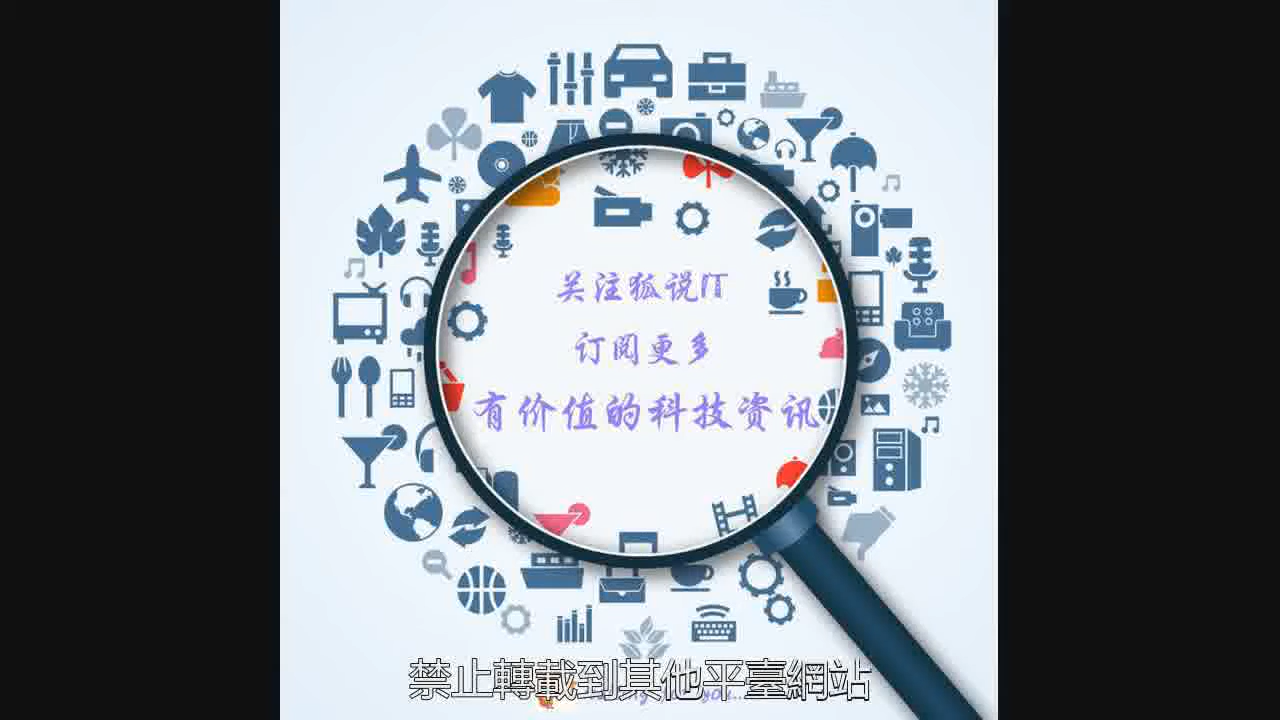 关注狐说IT
订阅更多
有价值的科技资讯
禁止轉載到其他平臺網站